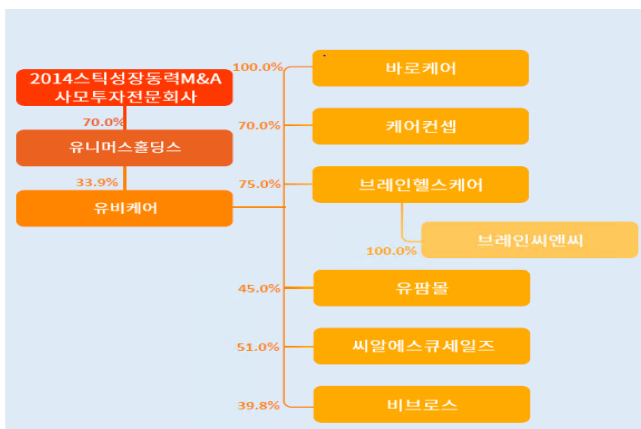 2014스틱성장동력M&A
사모투자전문회사
70.0%
유니머스홀딩스
33.9%
유비케어
100.0%
바로케어
70.0%
케어컨셉
75.0%
브레인헬스케어
100.0%
브레인씨앤씨
45.0%
유팜몰
51.0%
씨알에스큐세일즈
39.8%
비브로스